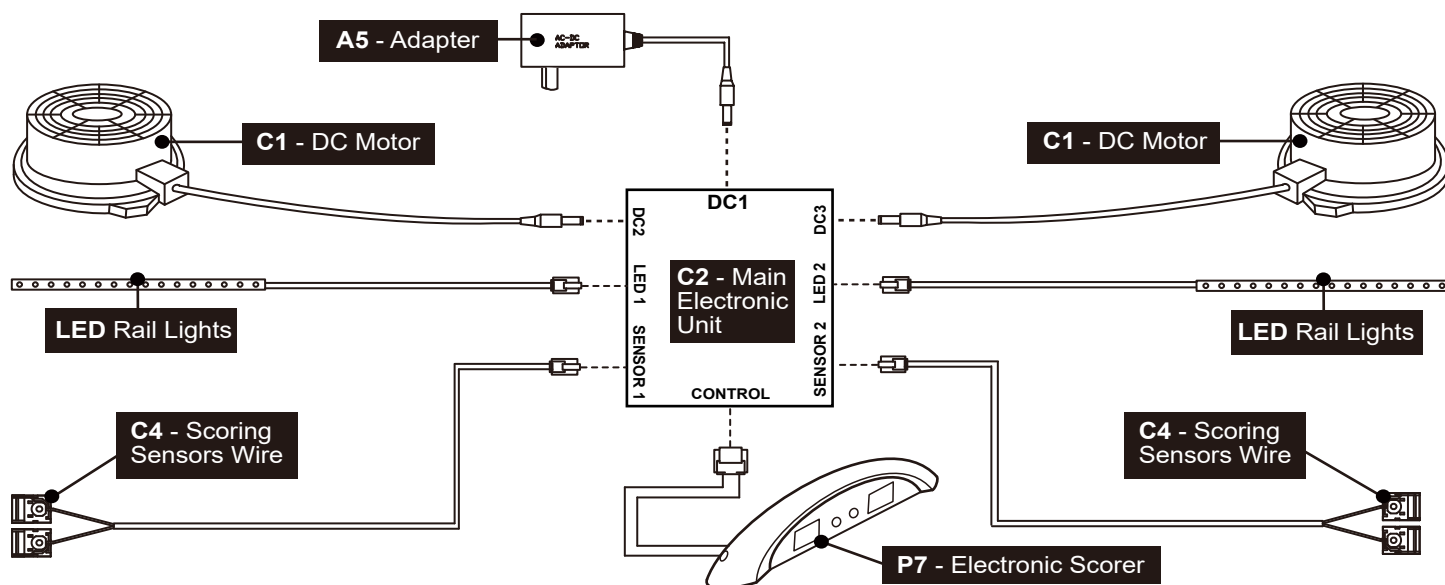 A5 - Adapter
AC-DC
ADAPTOR
C1 - DC Motor
C1 - DC Motor
DC1
DC2
DC3
LED 1
C2 - Main
Electronic
Unit
LED 2
LED Rail Lights
LED Rail Lights
SENSOR 1
SENSOR 2
CONTROL
C4 - Scoring
Sensors Wire
C4 - Scoring
Sensors Wire
P7 - Electronic Scorer